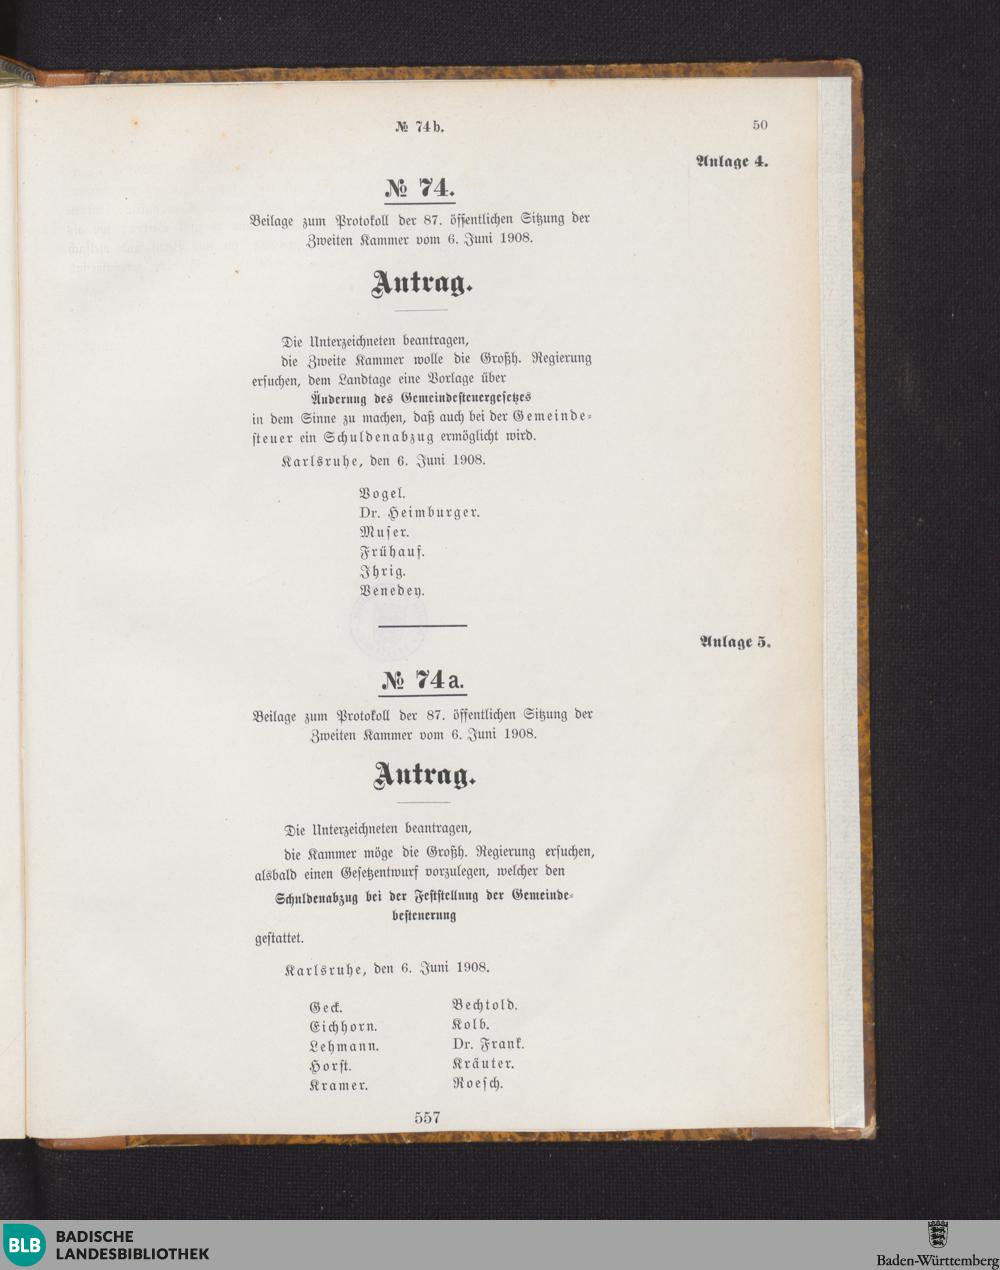 № 74b.
50
Anlage 4.
№ 74.
Beilage zum Protokoll der 87. öffentlichen Sitzung der
Zweiten Kammer vom 6. Juni 1908.
Antrag.
Die Unterzeichneten beantragen,
die Zweite Kammer wolle die Großh. Regierung
ersuchen, dem Landtage eine Vorlage über
Änderung des Gemeindesteuergesetzes
in dem Sinne zu machen, daß auch bei der Gemeinde-
steuer ein Schuldenabzug ermöglicht wird.
Karlsruhe, den 6. Juni 1908.
Vogel.
Dr. Heimburger.
Muser.
Frühauf.
Ihrig.
Venedey.
Anlage 5.
№ 74a.
Beilage zum Protokoll der 87. öffentlichen Sitzung der
Zweiten Kammer vom 6. Juni 1908.
Antrag.
Die Unterzeichneten beantragen,
die Kammer möge die Großh. Regierung ersuchen,
alsbald einen Gesetzentwurf vorzulegen, welcher den
Schuldenabzug bei der Feststellung der Gemeinde-
besteuerung
gestattet.
Karlsruhe, den 6. Juni 1908.
Geck.
Eichhorn.
Lehmann.
Horst.
Kramer.
Bechtold.
Kolb.
Dr. Frank.
Kräuter.
Roesch.
557
BLB
BADISCHE
LANDESBIBLIOTHEK
Baden-Württemberg